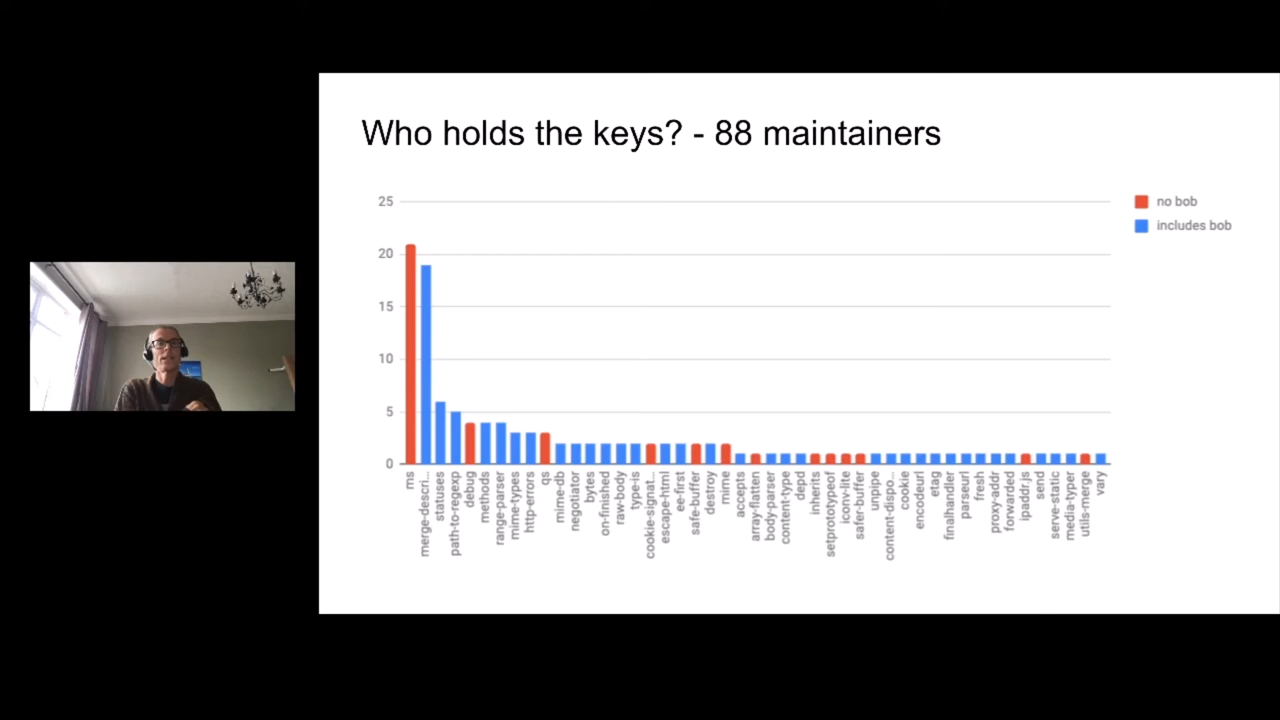 Who holds the keys? - 88 maintainers
25
20
15
10
5
0
no bob
includes bob
ms
merge-descri...
statuses
path-to-regexp
debug
methods
range-parser
mime-types
http-errors
qs
mime-db
negotiator
bytes
on-finished
raw-body
type-is
cookie-signat...
escape-html
ee-first
safe-buffer
destroy
mime
accepts
array-flatten
body-parser
content-type
depd
inherits
setprototypeof
iconv-lite
safer-buffer
unpipe
content-dispo...
cookie
encodeurl
etag
finalhandler
parseurl
fresh
proxy-addr
forwarded
ipaddr.js
send
serve-static
media-typer
utils-merge
vary